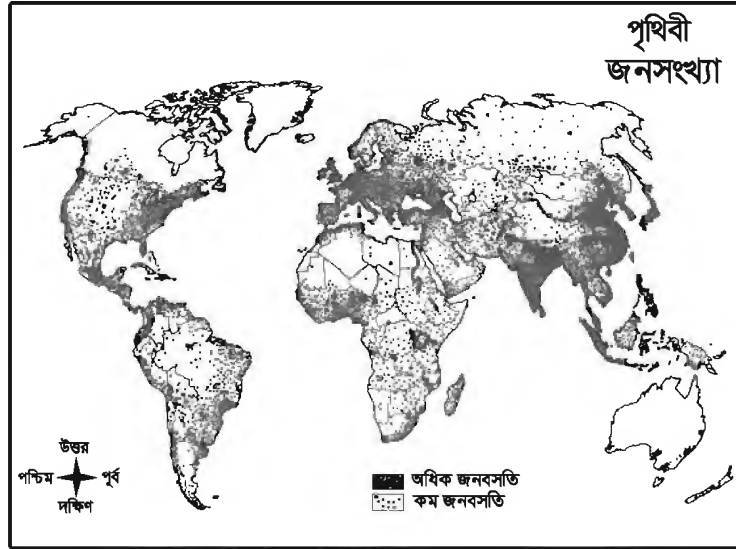 পৃথিবী
জনসংখ্যা
উত্তর
পশ্চিম পূর্ব
দক্ষিণ
অধিক জনবসতি
কম জনবসতি